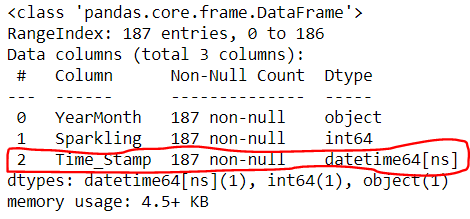 <class 'pandas.core.frame.DataFrame'>
RangeIndex: 187 entries, 0 to 186
Data columns (total 3 columns):
 #   Column      Non-Null Count  Dtype
---  ------      --------------  -----
 0   YearMonth   187 non-null    object
 1   Sparkling   187 non-null    int64
 2   Time_Stamp  187 non-null    datetime64[ns]
dtypes: datetime64[ns](1), int64(1), object(1)
memory usage: 4.5+ KB